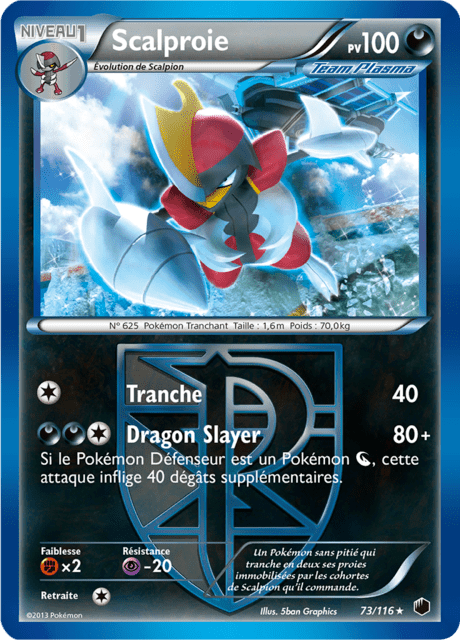 NIVEAU 1
Scalproie
PV 100
Évolution de Scalpion
Team Plasma
N° 625 Pokémon Tranchant Taille : 1,6m Poids : 70,0kg
Tranche 40
Dragon Slayer 80+
Si le Pokémon Défenseur est un Pokémon , cette
attaque inflige 40 dégâts supplémentaires.
Faiblesse
×2
Résistance
-20
Retraite
Un Pokémon sans pitié qui
tranche en deux ses proies
immobilisées par les cohortes
de Scalpion qu'il commande.
©2013 Pokémon
Illus. 5ban Graphics
73/116 ★